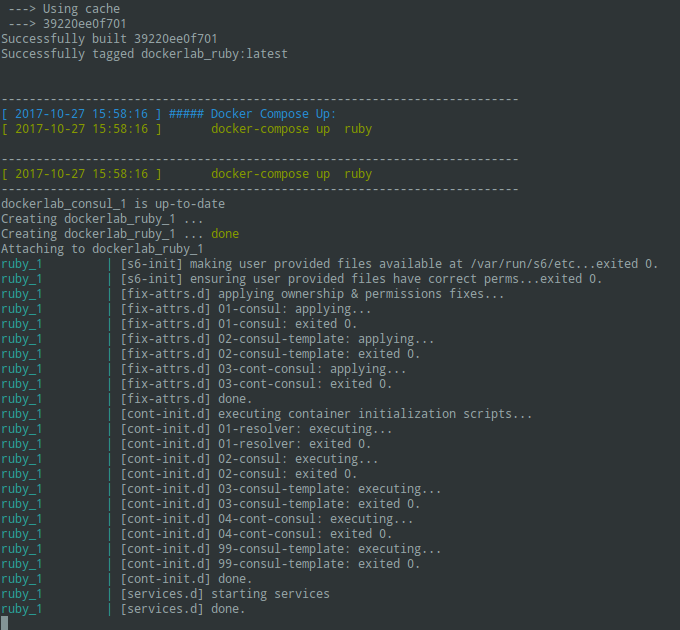 ---> Using cache
---> 39220ee0f701
Successfully built 39220ee0f701
Successfully tagged dockerlab_ruby:latest
--------------------------------------------------------------------------
[ 2017-10-27 15:58:16 ] ##### Docker Compose Up:
[ 2017-10-27 15:58:16 ]       docker-compose up  ruby
--------------------------------------------------------------------------
[ 2017-10-27 15:58:16 ]       docker-compose up  ruby
--------------------------------------------------------------------------
dockerlab_consul_1 is up-to-date
Creating dockerlab_ruby_1 ...
Creating dockerlab_ruby_1 ... done
Attaching to dockerlab_ruby_1
ruby_1         | [s6-init] making user provided files available at /var/run/s6/etc...exited 0.
ruby_1         | [s6-init] ensuring user provided files have correct perms...exited 0.
ruby_1         | [fix-attrs.d] applying ownership & permissions fixes...
ruby_1         | [fix-attrs.d] 01-consul: applying...
ruby_1         | [fix-attrs.d] 01-consul: exited 0.
ruby_1         | [fix-attrs.d] 02-consul-template: applying...
ruby_1         | [fix-attrs.d] 02-consul-template: exited 0.
ruby_1         | [fix-attrs.d] 03-cont-consul: applying...
ruby_1         | [fix-attrs.d] 03-cont-consul: exited 0.
ruby_1         | [fix-attrs.d] done.
ruby_1         | [cont-init.d] executing container initialization scripts...
ruby_1         | [cont-init.d] 01-resolver: executing...
ruby_1         | [cont-init.d] 01-resolver: exited 0.
ruby_1         | [cont-init.d] 02-consul: executing...
ruby_1         | [cont-init.d] 02-consul: exited 0.
ruby_1         | [cont-init.d] 03-consul-template: executing...
ruby_1         | [cont-init.d] 03-consul-template: exited 0.
ruby_1         | [cont-init.d] 04-cont-consul: executing...
ruby_1         | [cont-init.d] 04-cont-consul: exited 0.
ruby_1         | [cont-init.d] 99-consul-template: executing...
ruby_1         | [cont-init.d] 99-consul-template: exited 0.
ruby_1         | [cont-init.d] done.
ruby_1         | [services.d] starting services
ruby_1         | [services.d] done.